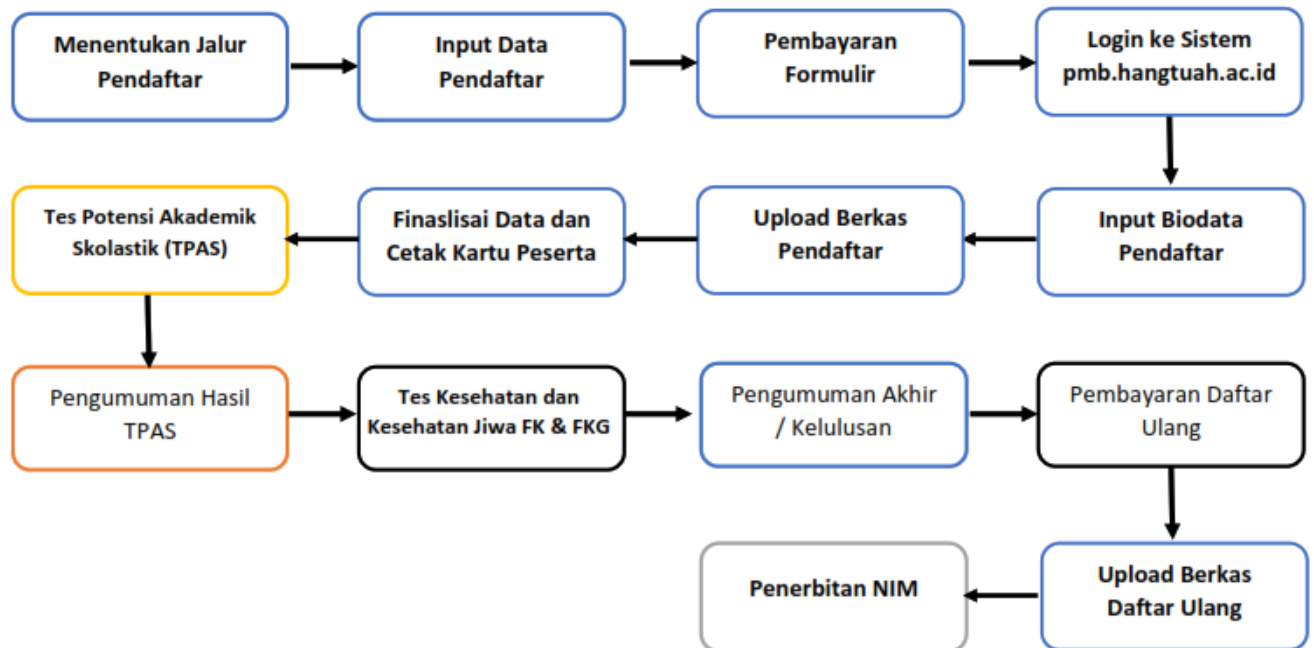 Menentukan Jalur
Pendaftar
Input Data
Pendaftar
Pembayaran
Formulir
Login ke Sistem
pmb.hangtuah.ac.id
Input Biodata
Pendaftar
Upload Berkas
Pendaftar
Finaslisai Data dan
Cetak Kartu Peserta
Tes Potensi Akademik
Skolastik (TPAS)
Pengumuman Hasil
TPAS
Tes Kesehatan dan
Kesehatan Jiwa FK & FKG
Pengumuman Akhir
/ Kelulusan
Pembayaran Daftar
Ulang
Upload Berkas
Daftar Ulang
Penerbitan NIM